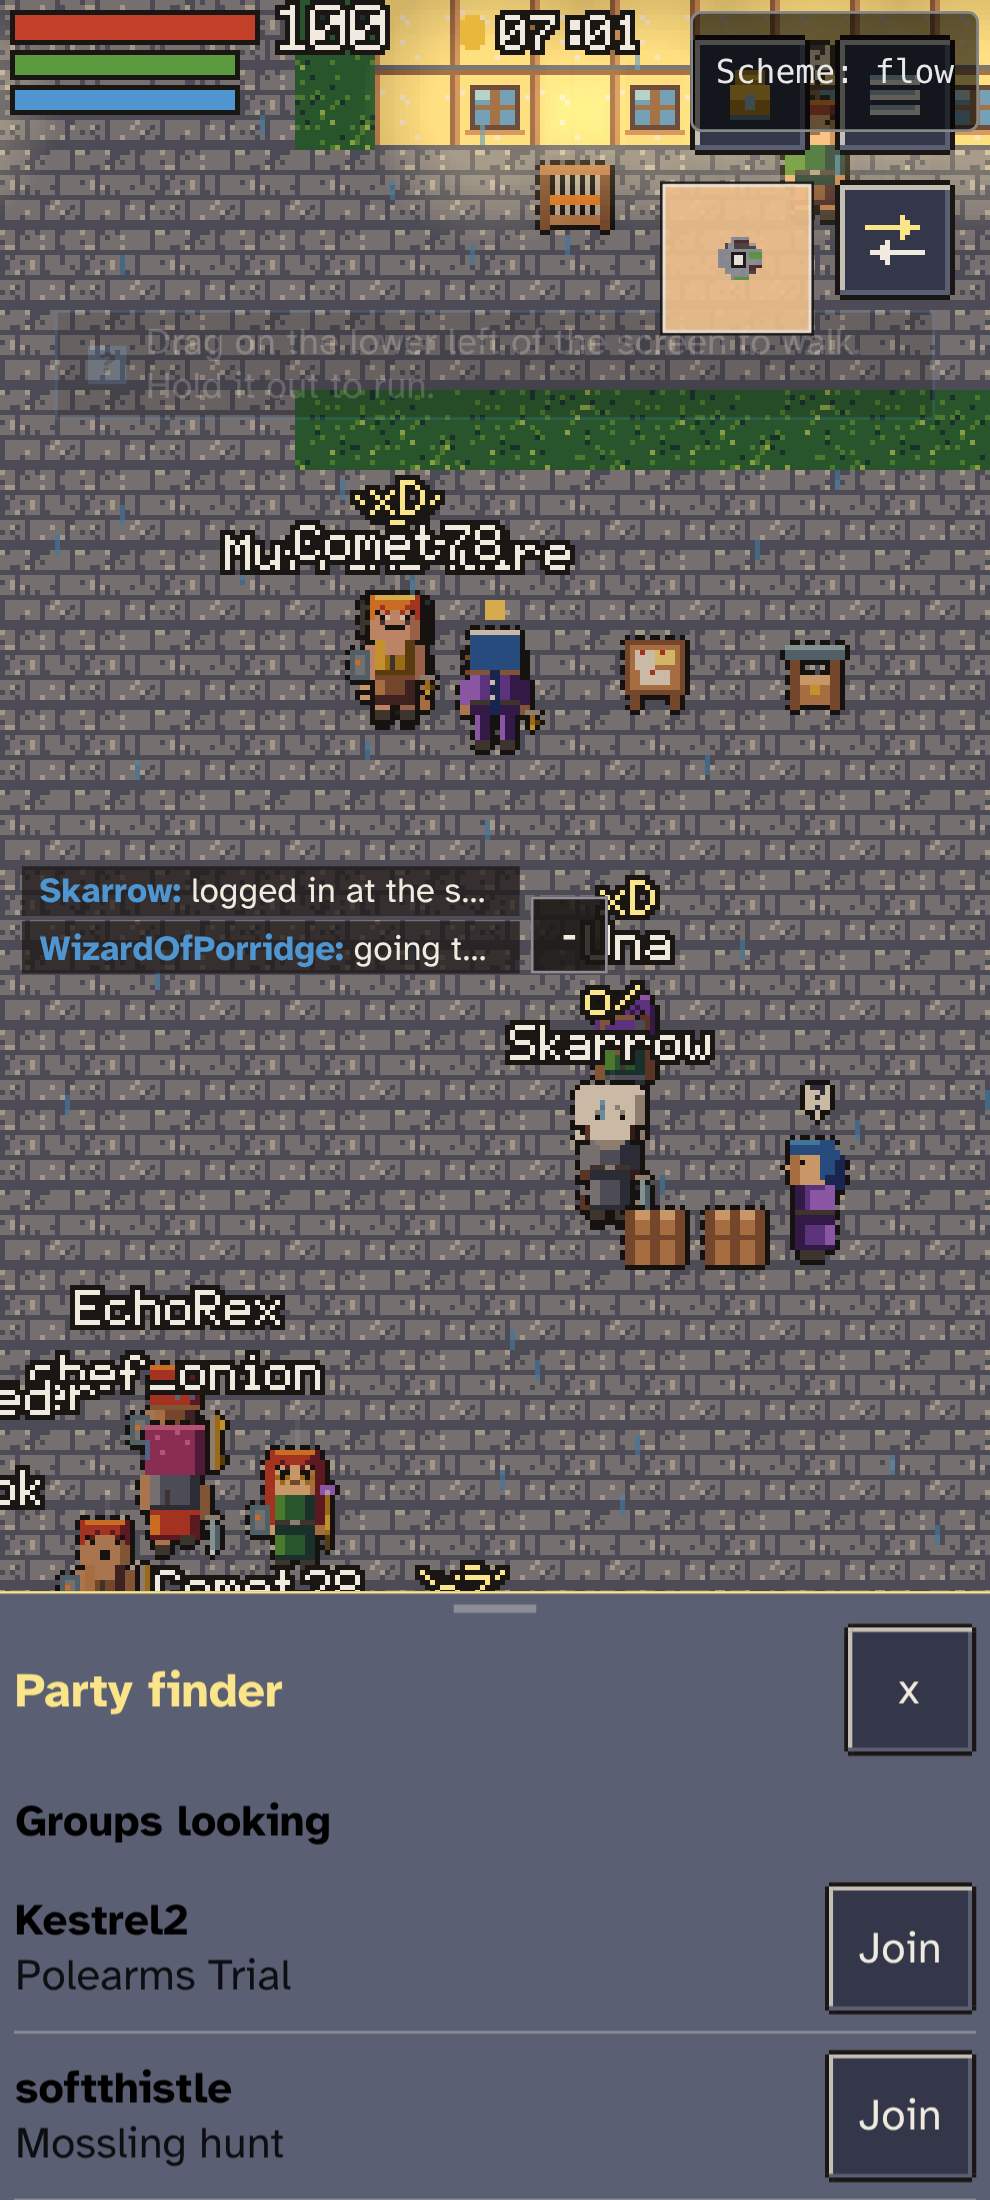 100
07:01
Scheme: flow
Drag on the lower left of the screen to walk.
Hold it out to run.
xD
Comet_78
Skarrow: logged in at the s...
WizardOfPorridge: going t...
-
xD
Una
o/
Skarrow
?
EchoRex
chef_onion
Party finder
x
Groups looking
Kestrel2
Polearms Trial
Join
softthistle
Mossling hunt
Join